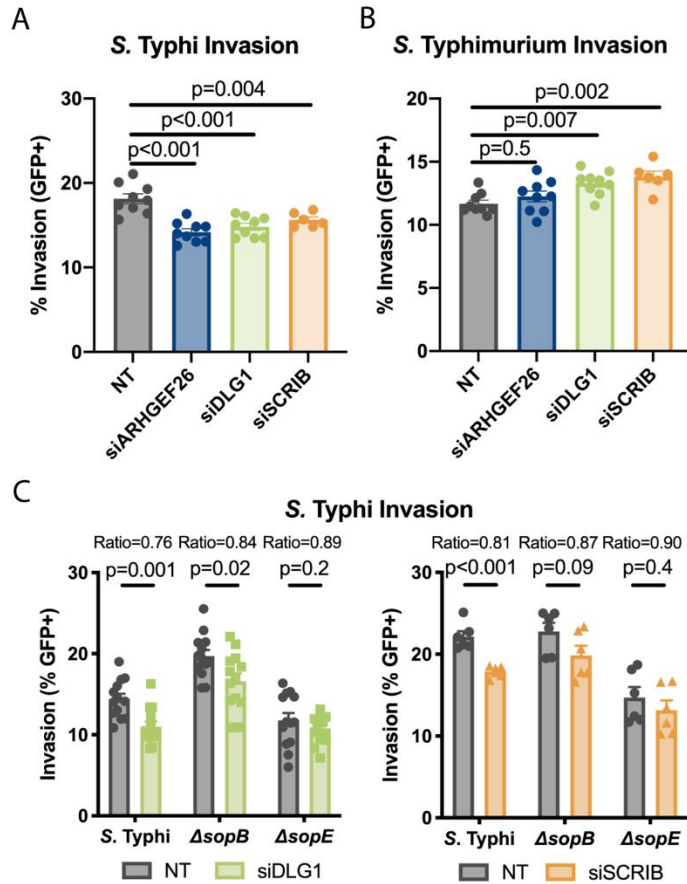 A
S. Typhi Invasion
p=0.004
p<0.001
p<0.001
% Invasion (GFP+)
30
20
10
0
NT
siARHGEF26
siDLG1
siSCRIB
B
S. Typhimurium Invasion
p=0.002
p=0.007
p=0.5
% Invasion (GFP+)
20
15
10
5
0
NT
siARHGEF26
siDLG1
siSCRIB
C
S. Typhi Invasion
Ratio=0.76 Ratio=0.84 Ratio=0.89
p=0.001 p=0.02 p=0.2
Invasion (% GFP+)
30
20
10
0
S. Typhi ΔsopB ΔsopE
NT siDLG1
Ratio=0.81 Ratio=0.87 Ratio=0.90
p<0.001 p=0.09 p=0.4
Invasion (% GFP+)
30
20
10
0
S. Typhi ΔsopB ΔsopE
NT siSCRIB